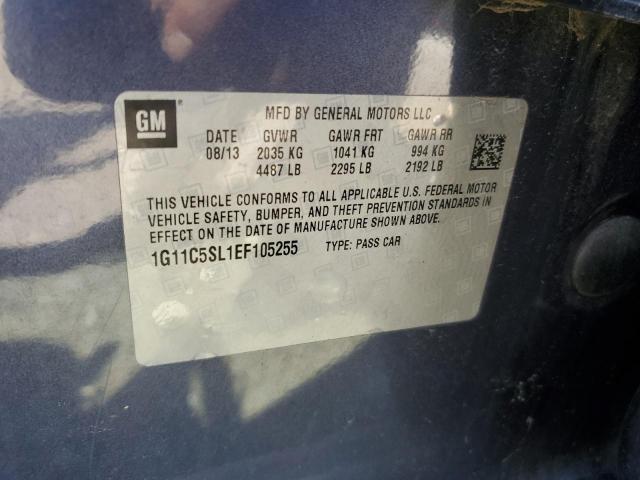 GM
MFD BY GENERAL MOTORS LLC
DATE GVWR GAWR FRT GAWR RR
08/13 2035 KG 1041 KG 994 KG
4487 LB 2295 LB 2192 LB
THIS VEHICLE CONFORMS TO ALL APPLICABLE U.S. FEDERAL MOTOR
VEHICLE SAFETY, BUMPER, AND THEFT PREVENTION STANDARDS IN
EFFECT ON THE DATE OF MANUFACTURE SHOWN ABOVE.
1G11C5SL1EF105255 TYPE: PASS CAR